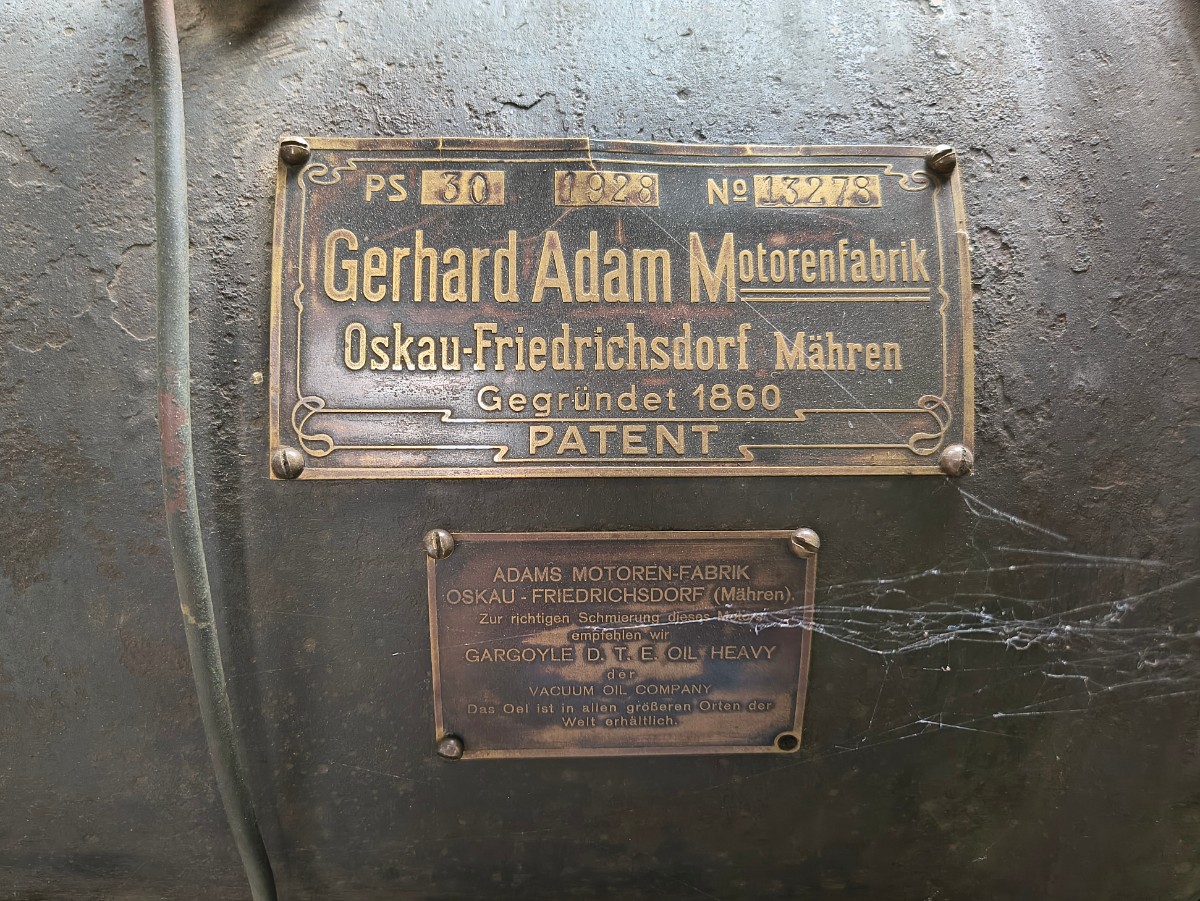 PS 30 1928 Nº 13278
Gerhard Adam Motorenfabrik
Oskau-Friedrichsdorf Mähren
Gegründet 1860
PATENT
ADAMS MOTOREN-FABRIK
OSKAU - FRIEDRICHSDORF (Mähren).
Zur richtigen Schmierung dieses Motors
empfehlen wir
GARGOYLE D. T. E. OIL HEAVY
der
VACUUM OIL COMPANY
Das Oel ist in allen größeren Orten der
Welt erhältlich.